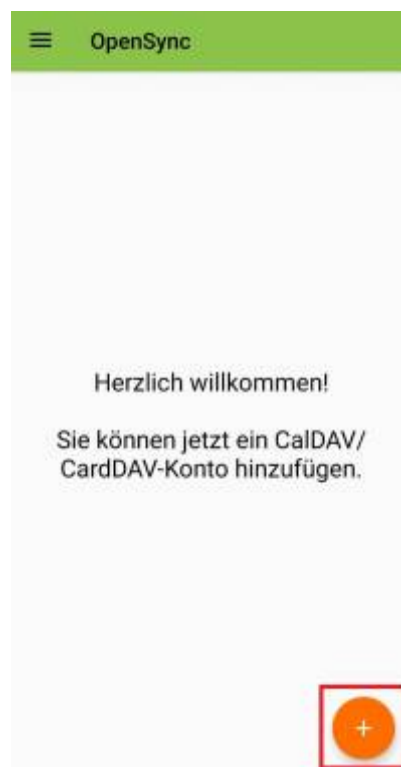 OpenSync
Herzlich willkommen!
Sie können jetzt ein CalDAV/
CardDAV-Konto hinzufügen.
+